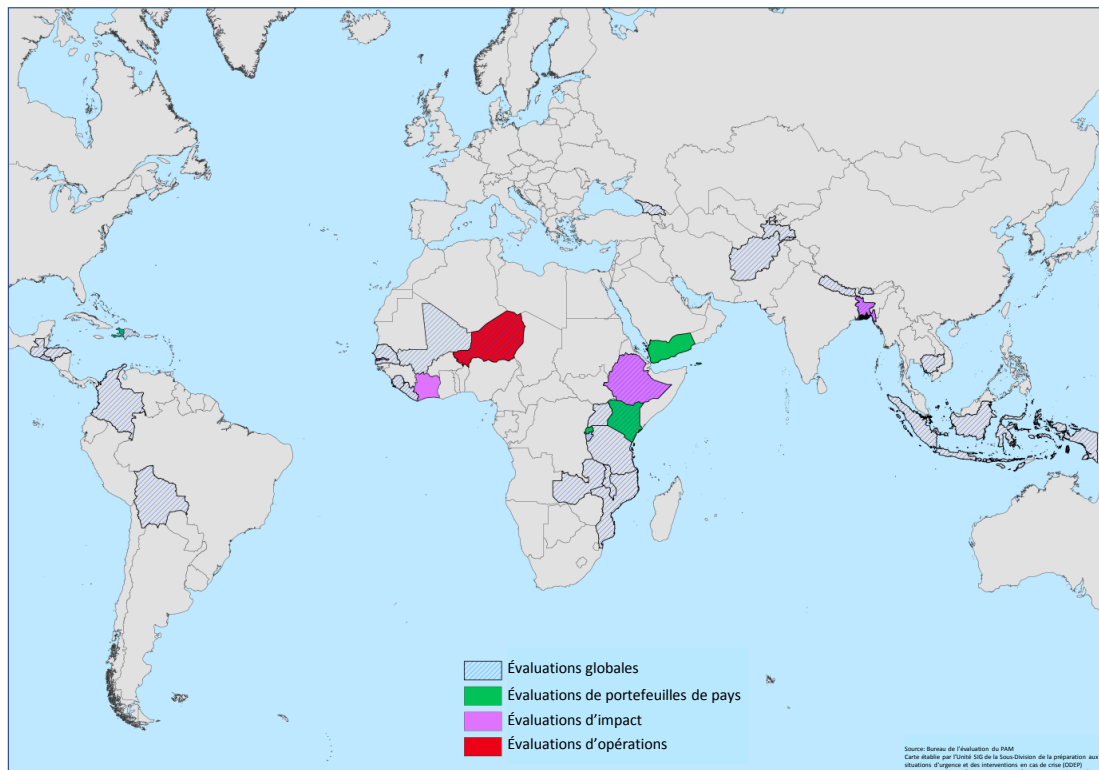 Évaluations globales
Évaluations de portefeuilles de pays
Évaluations d’impact
Évaluations d’opérations
Source: Bureau de l’évaluation du PAM
Carte établie par l’Unité SIG de la Sous-Division de la préparation aux
situations d’urgence et des interventions en cas de crise (ODEP)